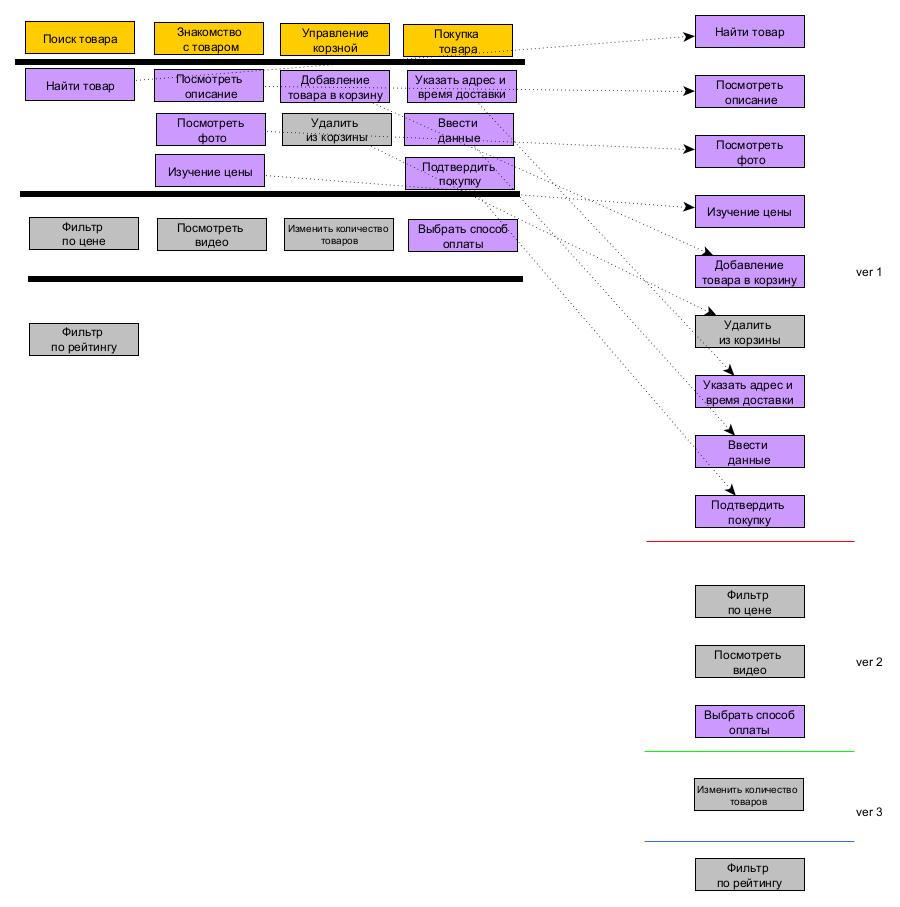 Поиск товара
Знакомство
с товаром
Управление
корзной
Покупка
товара
Найти товар
Посмотреть
описание
Добавление
товара в корзину
Указать адрес и
время доставки
Посмотреть
фото
Удалить
из корзины
Ввести
данные
Изучение цены
Подтвердить
покупку
Фильтр
по цене
Посмотреть
видео
Изменить количество
товаров
Выбрать способ
оплаты
Фильтр
по рейтингу
Найти товар
Посмотреть
описание
Посмотреть
фото
Изучение цены
Добавление
товара в корзину
ver 1
Удалить
из корзины
Указать адрес и
время доставки
Ввести
данные
Подтвердить
покупку
Фильтр
по цене
Посмотреть
видео
ver 2
Выбрать способ
оплаты
Изменить количество
товаров
ver 3
Фильтр
по рейтингу